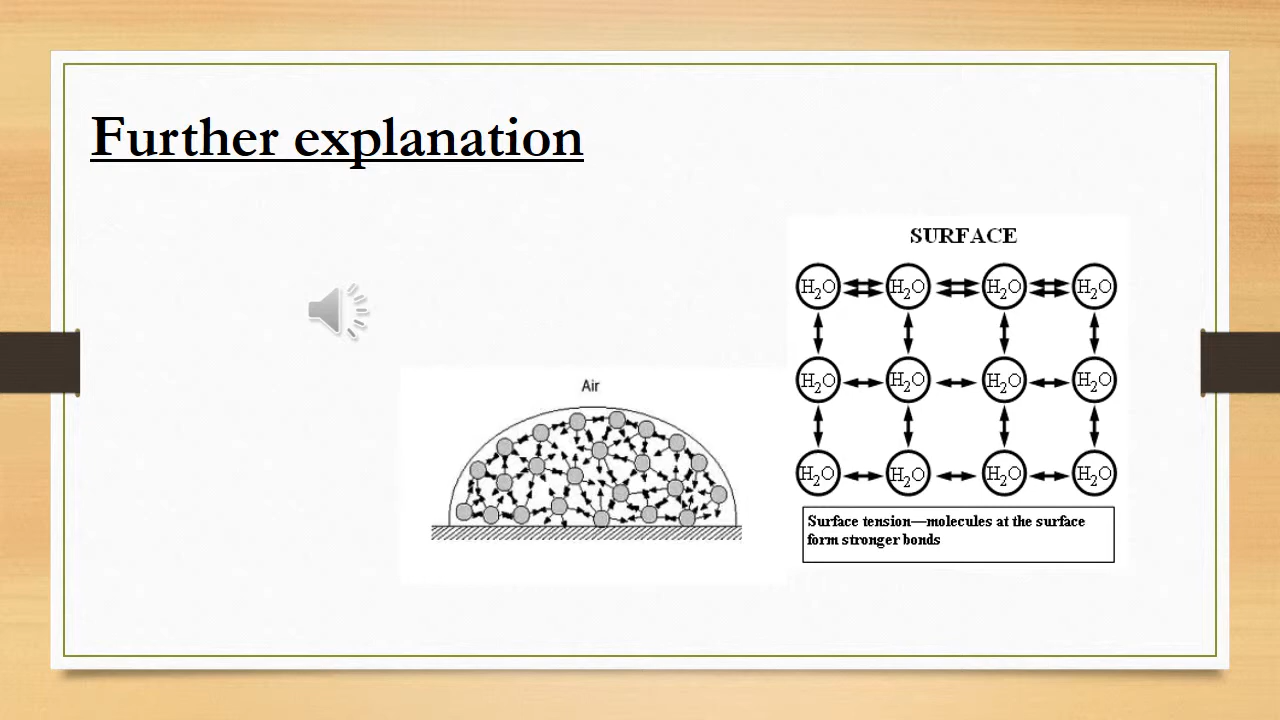 Further explanation
SURFACE
H₂O H₂O H₂O H₂O
H₂O H₂O H₂O H₂O
H₂O H₂O H₂O H₂O
Surface tension—molecules at the surface
form stronger bonds
Air